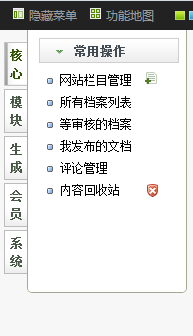 隐藏菜单 功能地图
核心
模块
生成
会员
系统
常用操作
网站栏目管理
所有档案列表
等审核的档案
我发布的文档
评论管理
内容回收站